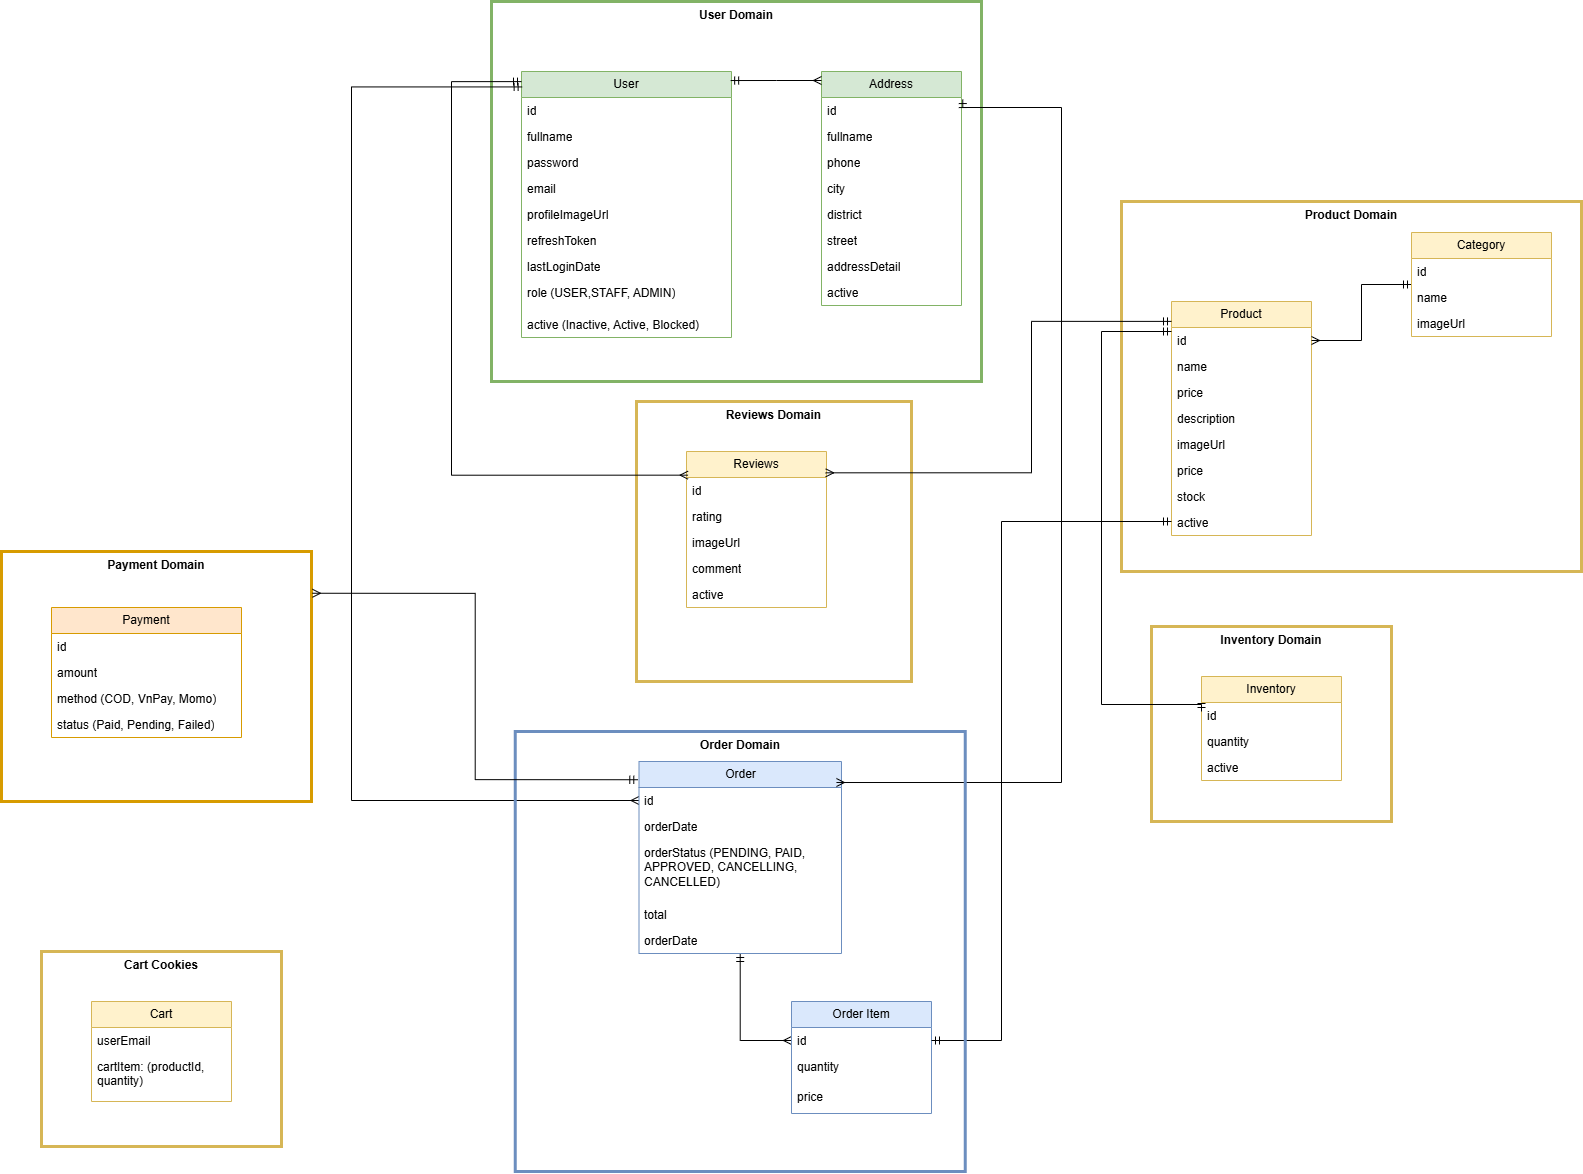 User Domain
User
id
fullname
password
email
profileImageUrl
refreshToken
lastLoginDate
role (USER,STAFF, ADMIN)
active (Inactive, Active, Blocked)
Address
id
fullname
phone
city
district
street
addressDetail
active
Product Domain
Category
id
name
imageUrl
Product
id
name
price
description
imageUrl
price
stock
active
Reviews Domain
Reviews
id
rating
imageUrl
comment
active
Payment Domain
Payment
id
amount
method (COD, VnPay, Momo)
status (Paid, Pending, Failed)
Inventory Domain
Inventory
id
quantity
active
Order Domain
Order
id
orderDate
orderStatus (PENDING, PAID,
APPROVED, CANCELLING,
CANCELLED)
total
orderDate
Order Item
id
quantity
price
Cart Cookies
Cart
userEmail
cartItem: (productId,
quantity)